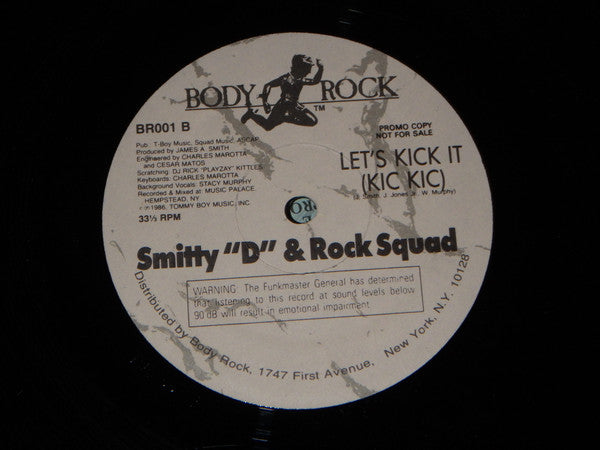 BODY ROCK
TM
BR001 B
Pub.: T-Boy Music, Squad Music, ASCAP
Produced by JAMES A. SMITH
Engineered by CHARLES MAROTTA
and CESAR MATOS
Scratching: DJ RICK "PLAYZAY" KITTLES
Keyboards: CHARLES MAROTTA
Background Vocals: STACY MURPHY
Recorded & Mixed at: MUSIC PALACE,
HEMPSTEAD, NY
©℗1986, TOMMY BOY MUSIC, INC.
33⅓ RPM
PROMO COPY
NOT FOR SALE
LET'S KICK IT
(KIC KIC)
(J. Smith, J. Jones Jr., W. Murphy)
Smitty "D" & Rock Squad
WARNING: The Funkmaster General has determined
that listening to this record at sound levels below
90 dB will result in emotional impairment.
Distributed by Body Rock, 1747 First Avenue, New York, N.Y. 10128